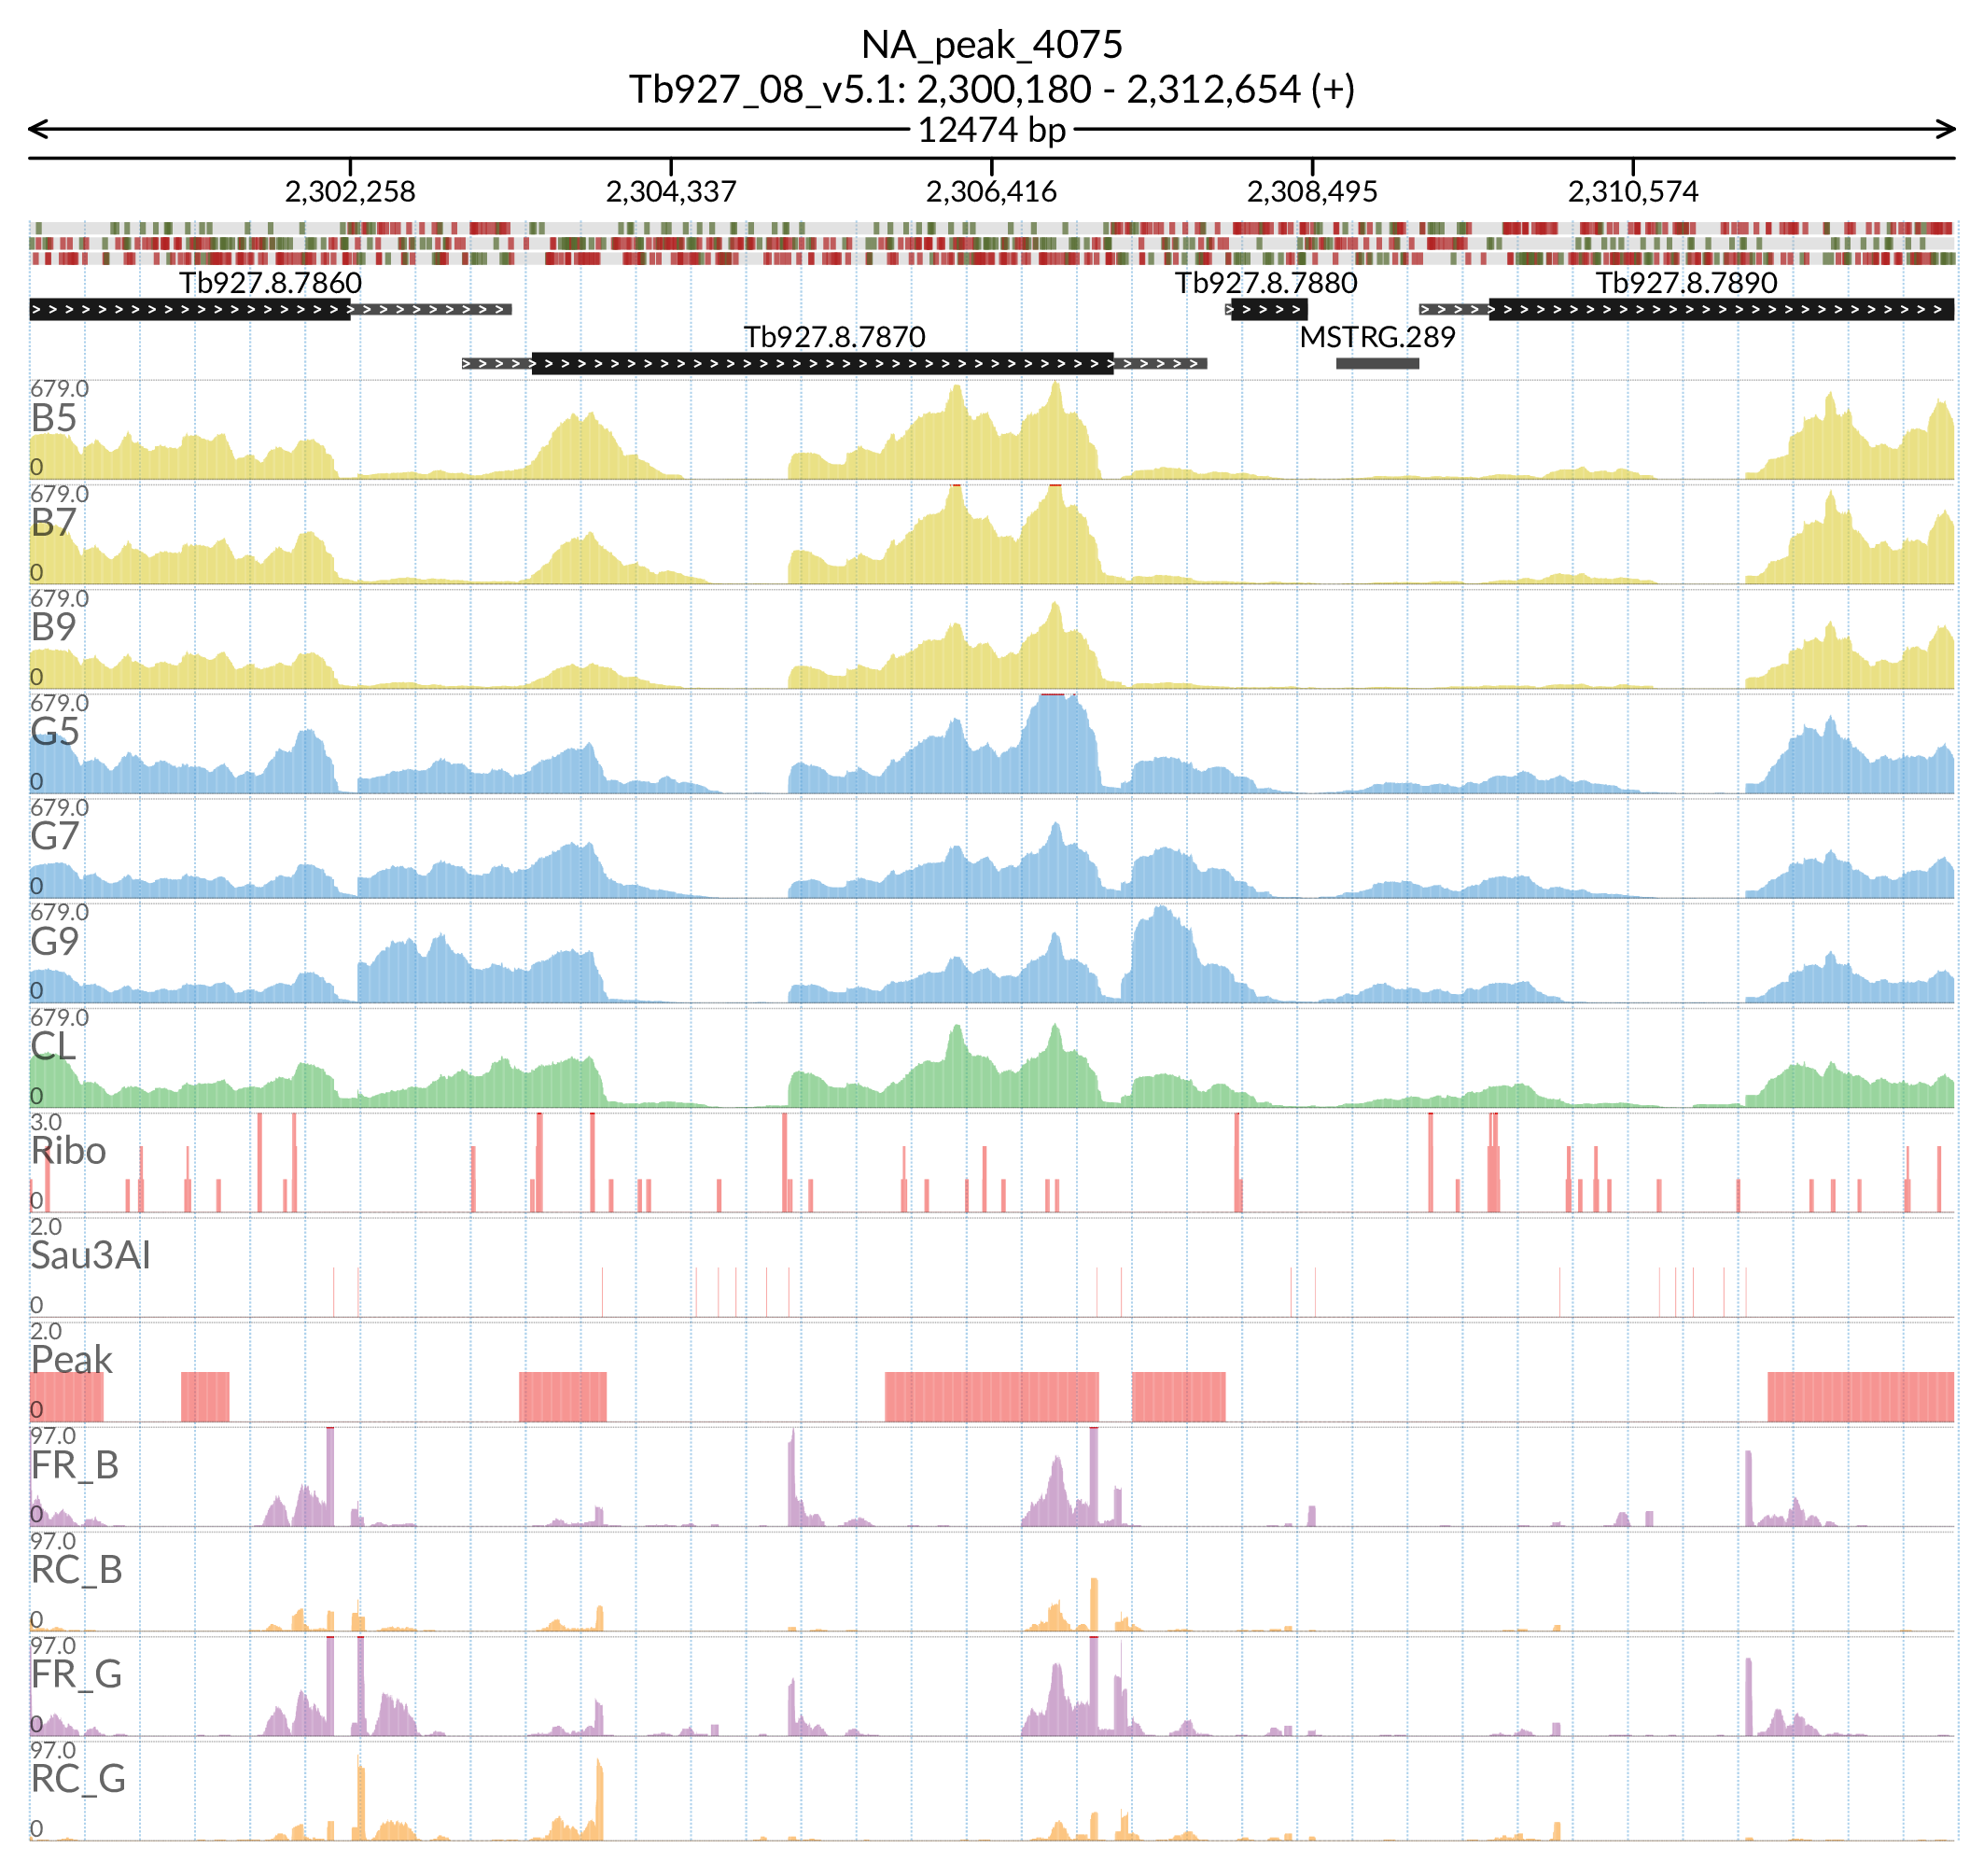 NA_peak_4075
Tb927_08_v5.1: 2,300,180 - 2,312,654 (+)
12474 bp
2,302,258 2,304,337 2,306,416 2,308,495 2,310,574
Tb927.8.7860 Tb927.8.7880 Tb927.8.7890
Tb927.8.7870 MSTRG.289
679.0
B5
0
679.0
B7
0
679.0
B9
0
679.0
G5
0
679.0
G7
0
679.0
G9
0
679.0
CL
0
3.0
Ribo
0
2.0
Sau3AI
0
2.0
Peak
0
97.0
FR_B
0
97.0
RC_B
0
97.0
FR_G
0
97.0
RC_G
0